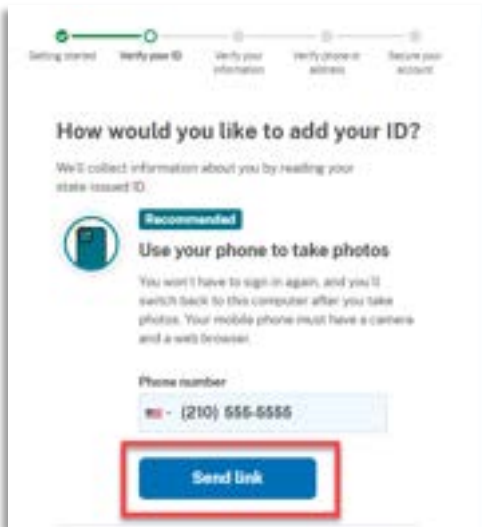 Getting started Verify your ID Verify your information Verify phone or address Secure your account
How would you like to add your ID?
We'll collect information about you by reading your
state-issued ID.
Recommended
Use your phone to take photos
You won't have to sign in again, and you'll
switch back to this computer after you take
photos. Your mobile phone must have a camera
and a web browser.
Phone number
(210) 555-5555
Send link